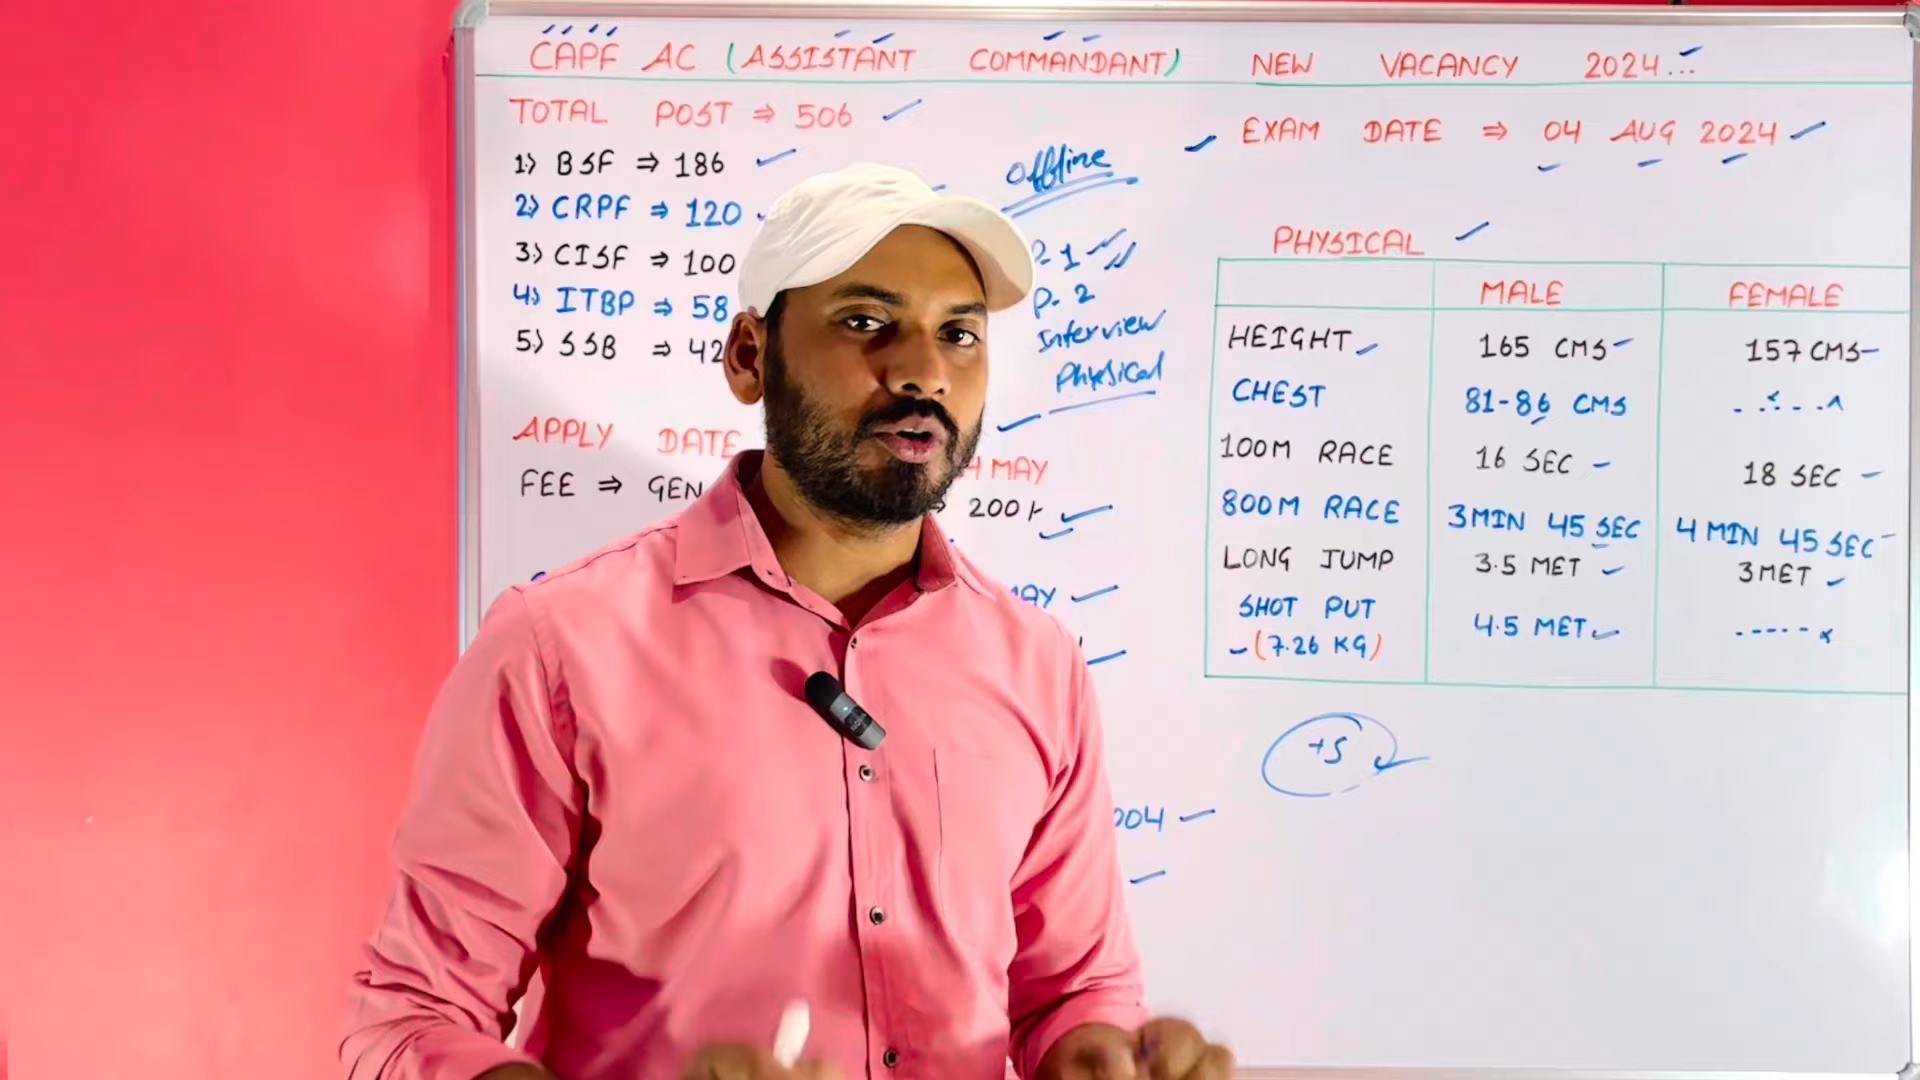 CAPF AC (ASSISTANT COMMANDANT) NEW VACANCY 2024...
TOTAL POST ⇒ 506
1) BSF ⇒ 186
2) CRPF ⇒ 120
3) CISF ⇒ 100
4) ITBP ⇒ 58
5) SSB ⇒ 42
APPLY DATE
MAY
FEE ⇒ GEN
⇒ 200/-
Offline
P. 1
P. 2
Interview
Physical
EXAM DATE ⇒ 04 AUG 2024
PHYSICAL
MALE FEMALE
HEIGHT 165 CMS 157 CMS
CHEST 81-86 CMS
100M RACE 16 SEC 18 SEC
800M RACE 3MIN 45 SEC 4 MIN 45 SEC
LONG JUMP 3.5 MET 3MET
SHOT PUT 4.5 MET
(7.26 KG)
+5